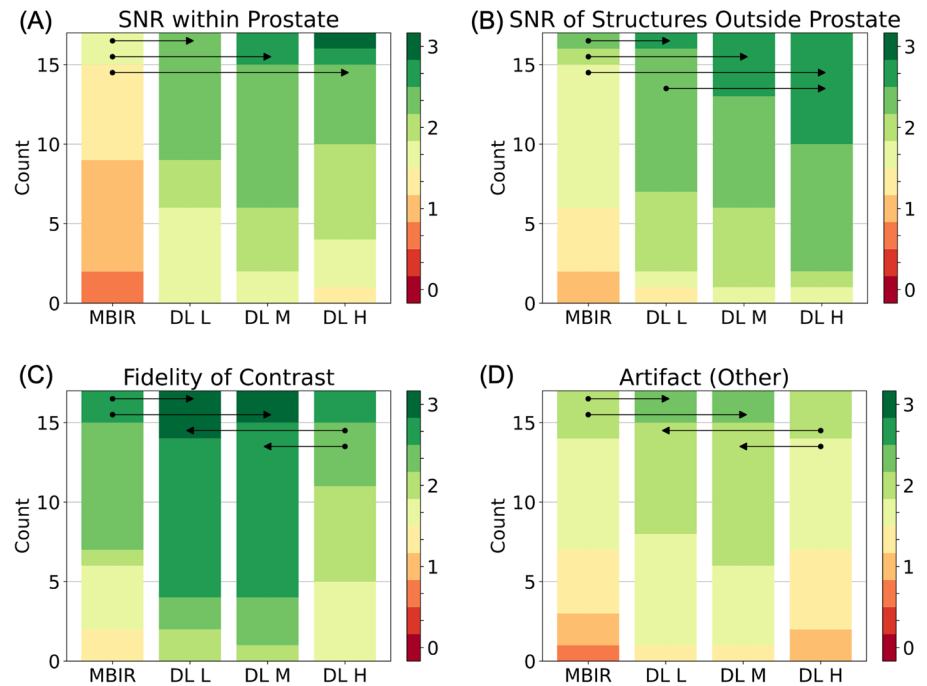 (A) SNR within Prostate
15
10
5
0
Count
MBIR DL L DL M DL H
3
2
1
0
(B) SNR of Structures Outside Prostate
15
10
5
0
Count
MBIR DL L DL M DL H
3
2
1
0
(C) Fidelity of Contrast
15
10
5
0
Count
MBIR DL L DL M DL H
3
2
1
0
(D) Artifact (Other)
15
10
5
0
Count
MBIR DL L DL M DL H
3
2
1
0